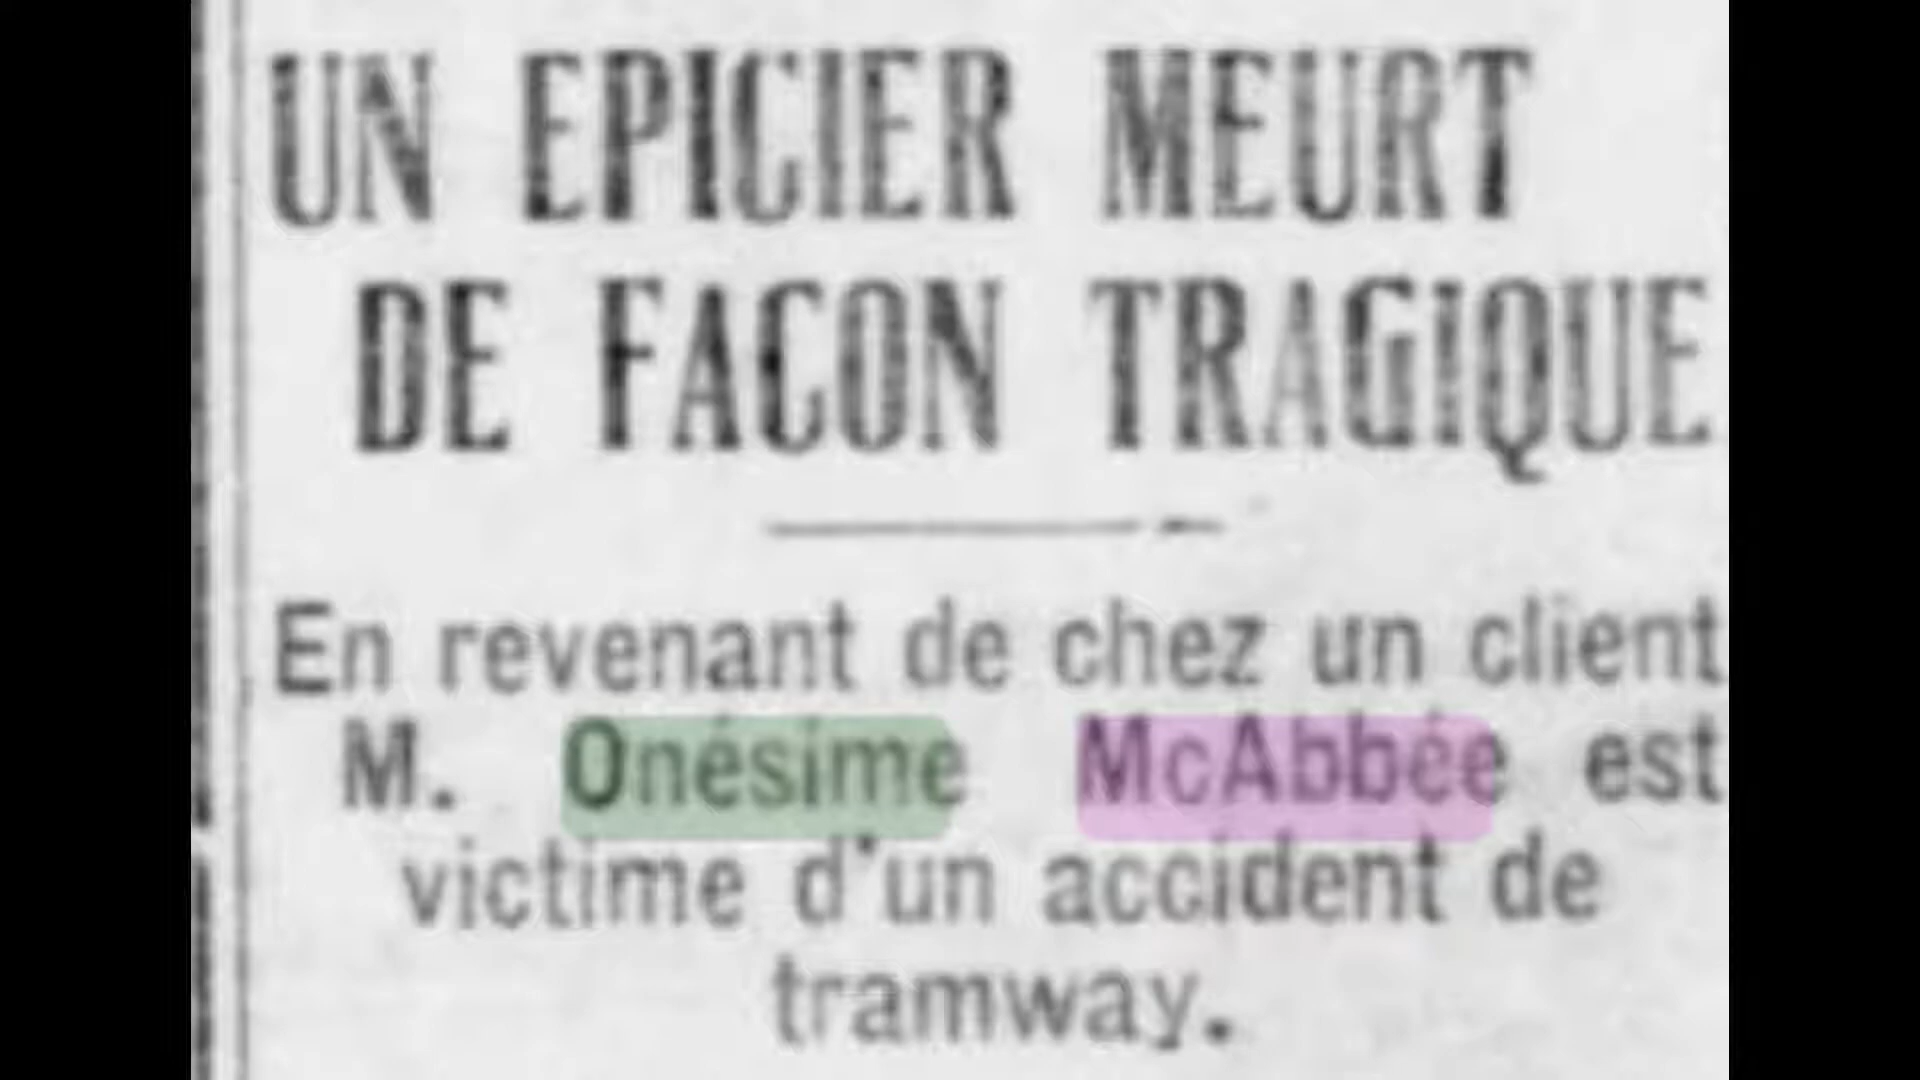 UN EPICIER MEURT
DE FACON TRAGIQUE
En revenant de chez un client
M. Onésime McAbbée est
victime d'un accident de
tramway.